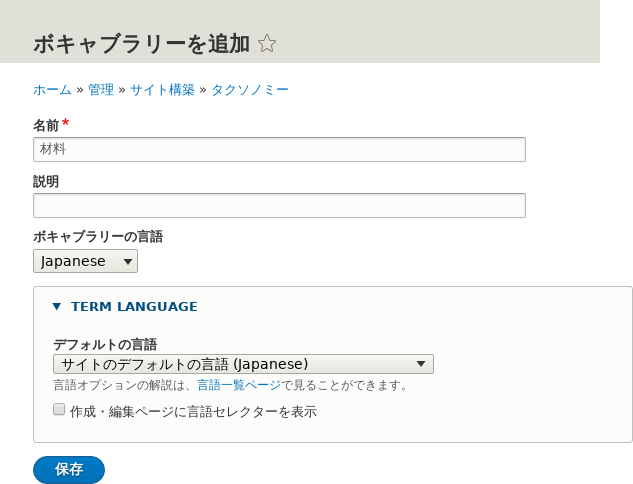 ボキャブラリーを追加
ホーム » 管理 » サイト構築 » タクソノミー
名前*
材料
説明
ボキャブラリーの言語
Japanese
TERM LANGUAGE
デフォルトの言語
サイトのデフォルトの言語 (Japanese)
言語オプションの解説は、言語一覧ページで見ることができます。
作成・編集ページに言語セレクターを表示
保存